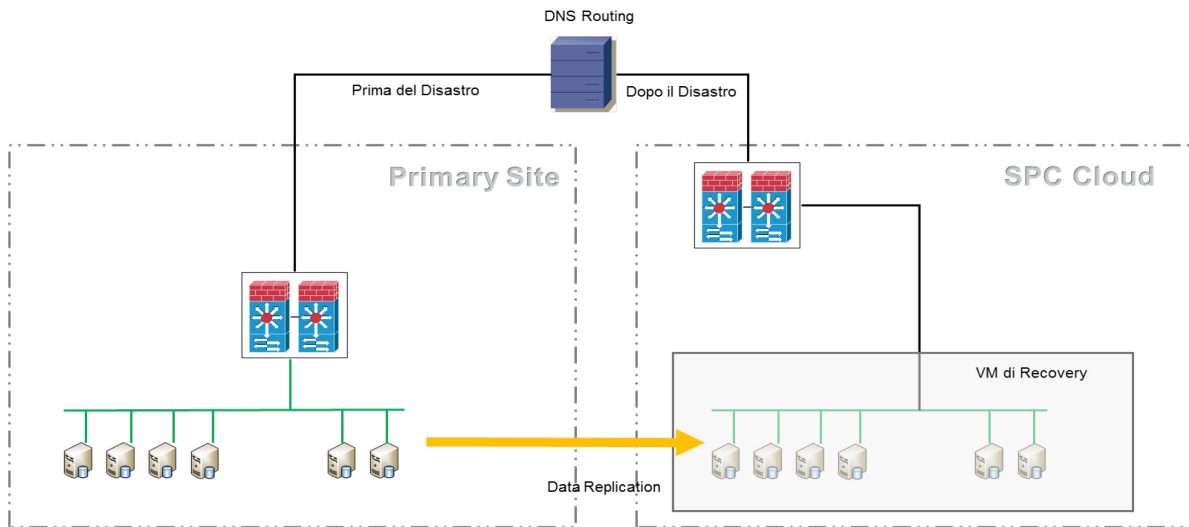 DNS Routing
Prima del Disastro
Dopo il Disastro
Primary Site
SPC Cloud
VM di Recovery
Data Replication